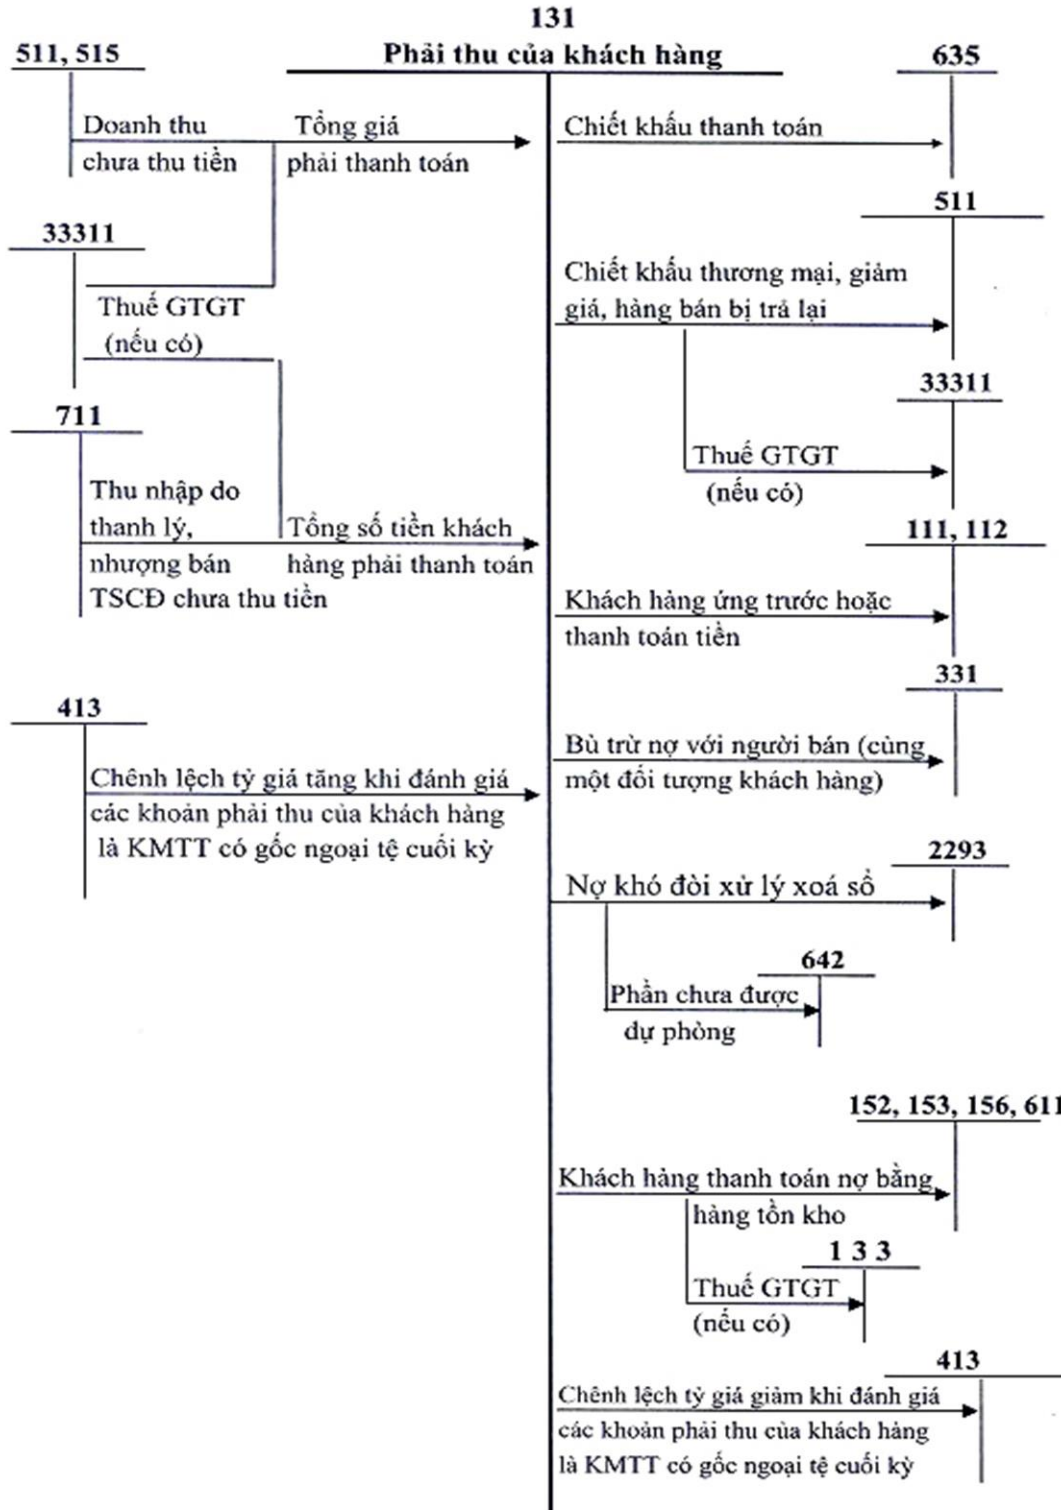 131
Phải thu của khách hàng
511, 515
Doanh thu
chưa thu tiền
Tổng giá
phải thanh toán
33311
Thuế GTGT
(nếu có)
711
Thu nhập do
thanh lý,
nhượng bán
TSCĐ chưa thu tiền
Tổng số tiền khách
hàng phải thanh toán
413
Chênh lệch tỷ giá tăng khi đánh giá
các khoản phải thu của khách hàng
là KMTT có gốc ngoại tệ cuối kỳ
635
Chiết khấu thanh toán
511
Chiết khấu thương mại, giảm
giá, hàng bán bị trả lại
33311
Thuế GTGT
(nếu có)
111, 112
Khách hàng ứng trước hoặc
thanh toán tiền
331
Bù trừ nợ với người bán (cùng
một đối tượng khách hàng)
2293
Nợ khó đòi xử lý xoá sổ
642
Phần chưa được
dự phòng
152, 153, 156, 611
Khách hàng thanh toán nợ bằng
hàng tồn kho
1 3 3
Thuế GTGT
(nếu có)
413
Chênh lệch tỷ giá giảm khi đánh giá
các khoản phải thu của khách hàng
là KMTT có gốc ngoại tệ cuối kỳ